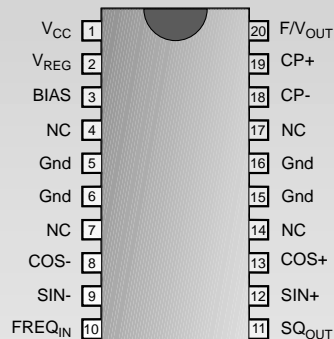 VCC 1 20 F/VOUT
VREG 2 19 CP+
BIAS 3 18 CP-
NC 4 17 NC
Gnd 5 16 Gnd
Gnd 6 15 Gnd
NC 7 14 NC
COS- 8 13 COS+
SIN- 9 12 SIN+
FREQIN 10 11 SQOUT